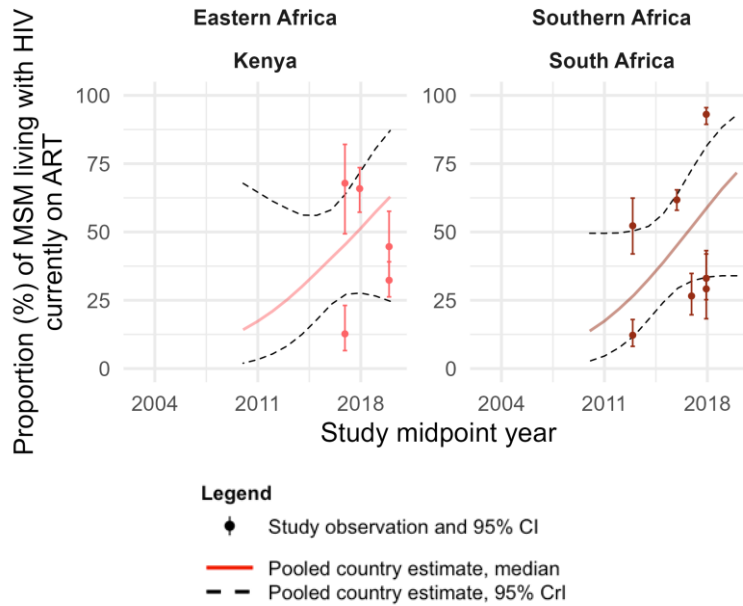 Eastern Africa
Southern Africa
Kenya
South Africa
Proportion (%) of MSM living with HIV
currently on ART
100
75
50
25
0
2004
2011
2018
100
75
50
25
0
2004
2011
2018
Study midpoint year
Legend
Study observation and 95% CI
Pooled country estimate, median
Pooled country estimate, 95% CrI